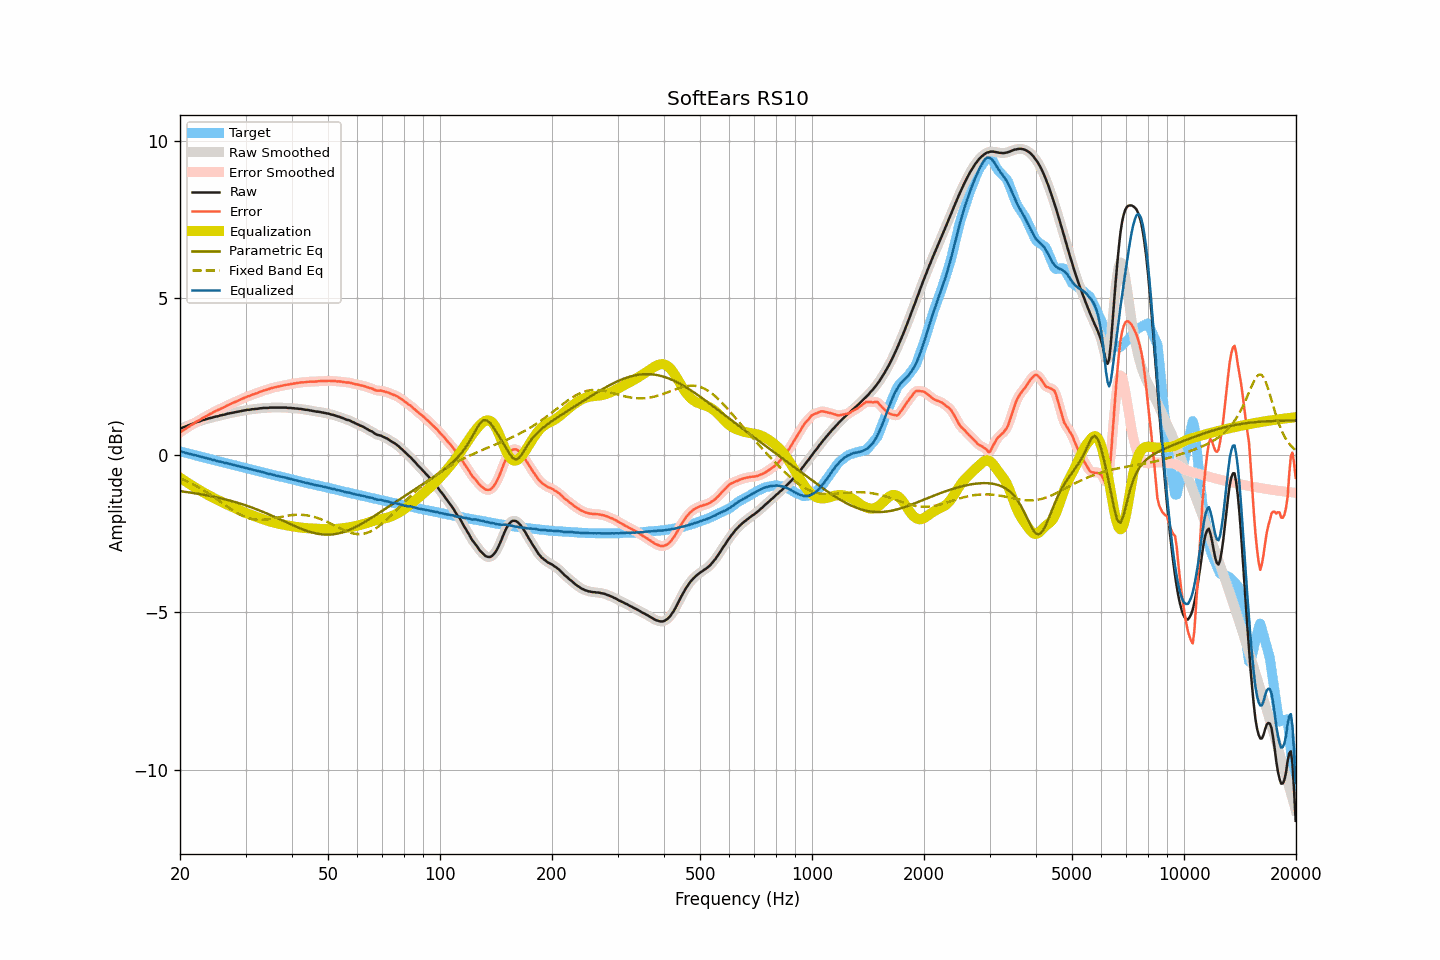 SoftEars RS10
Target
Raw Smoothed
Error Smoothed
Raw
Error
Equalization
Parametric Eq
Fixed Band Eq
Equalized
Amplitude (dBr)
10
5
0
−5
−10
20 50 100 200 500 1000 2000 5000 10000 20000
Frequency (Hz)